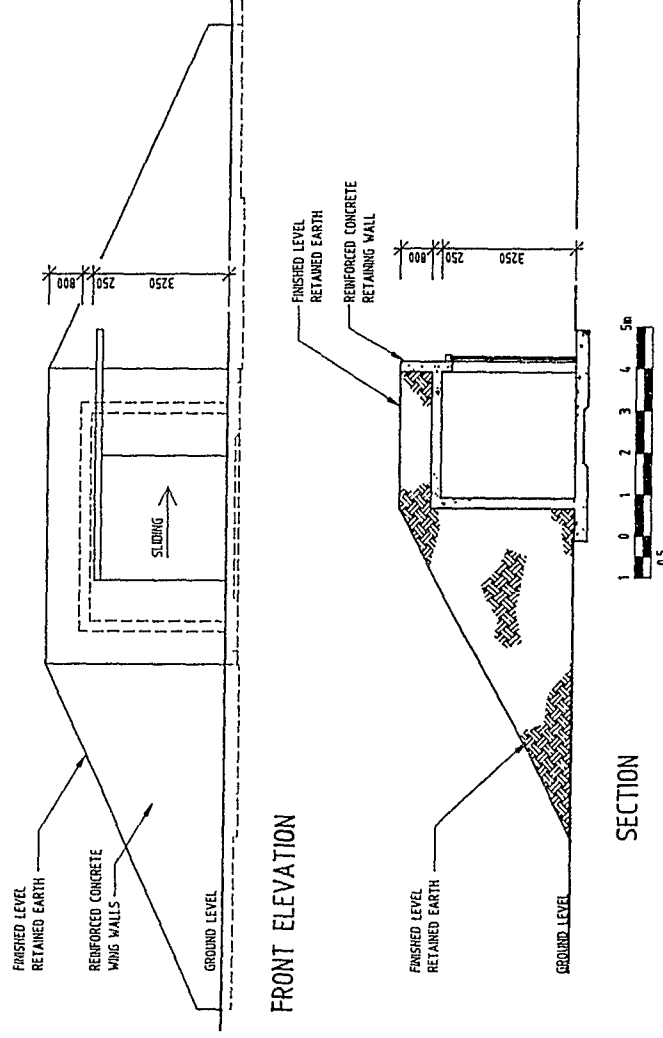 FINISHED LEVEL
RETAINED EARTH
REINFORCED CONCRETE
WING WALLS
GROUND LEVEL
SLIDING
800
250
3250
FRONT ELEVATION
FINISHED LEVEL
RETAINED EARTH
REINFORCED CONCRETE
RETAINING WALL
FINISHED LEVEL
RETAINED EARTH
GROUND LEVEL
800
250
3250
SECTION
1 0 1 2 3 4 5m
0.5